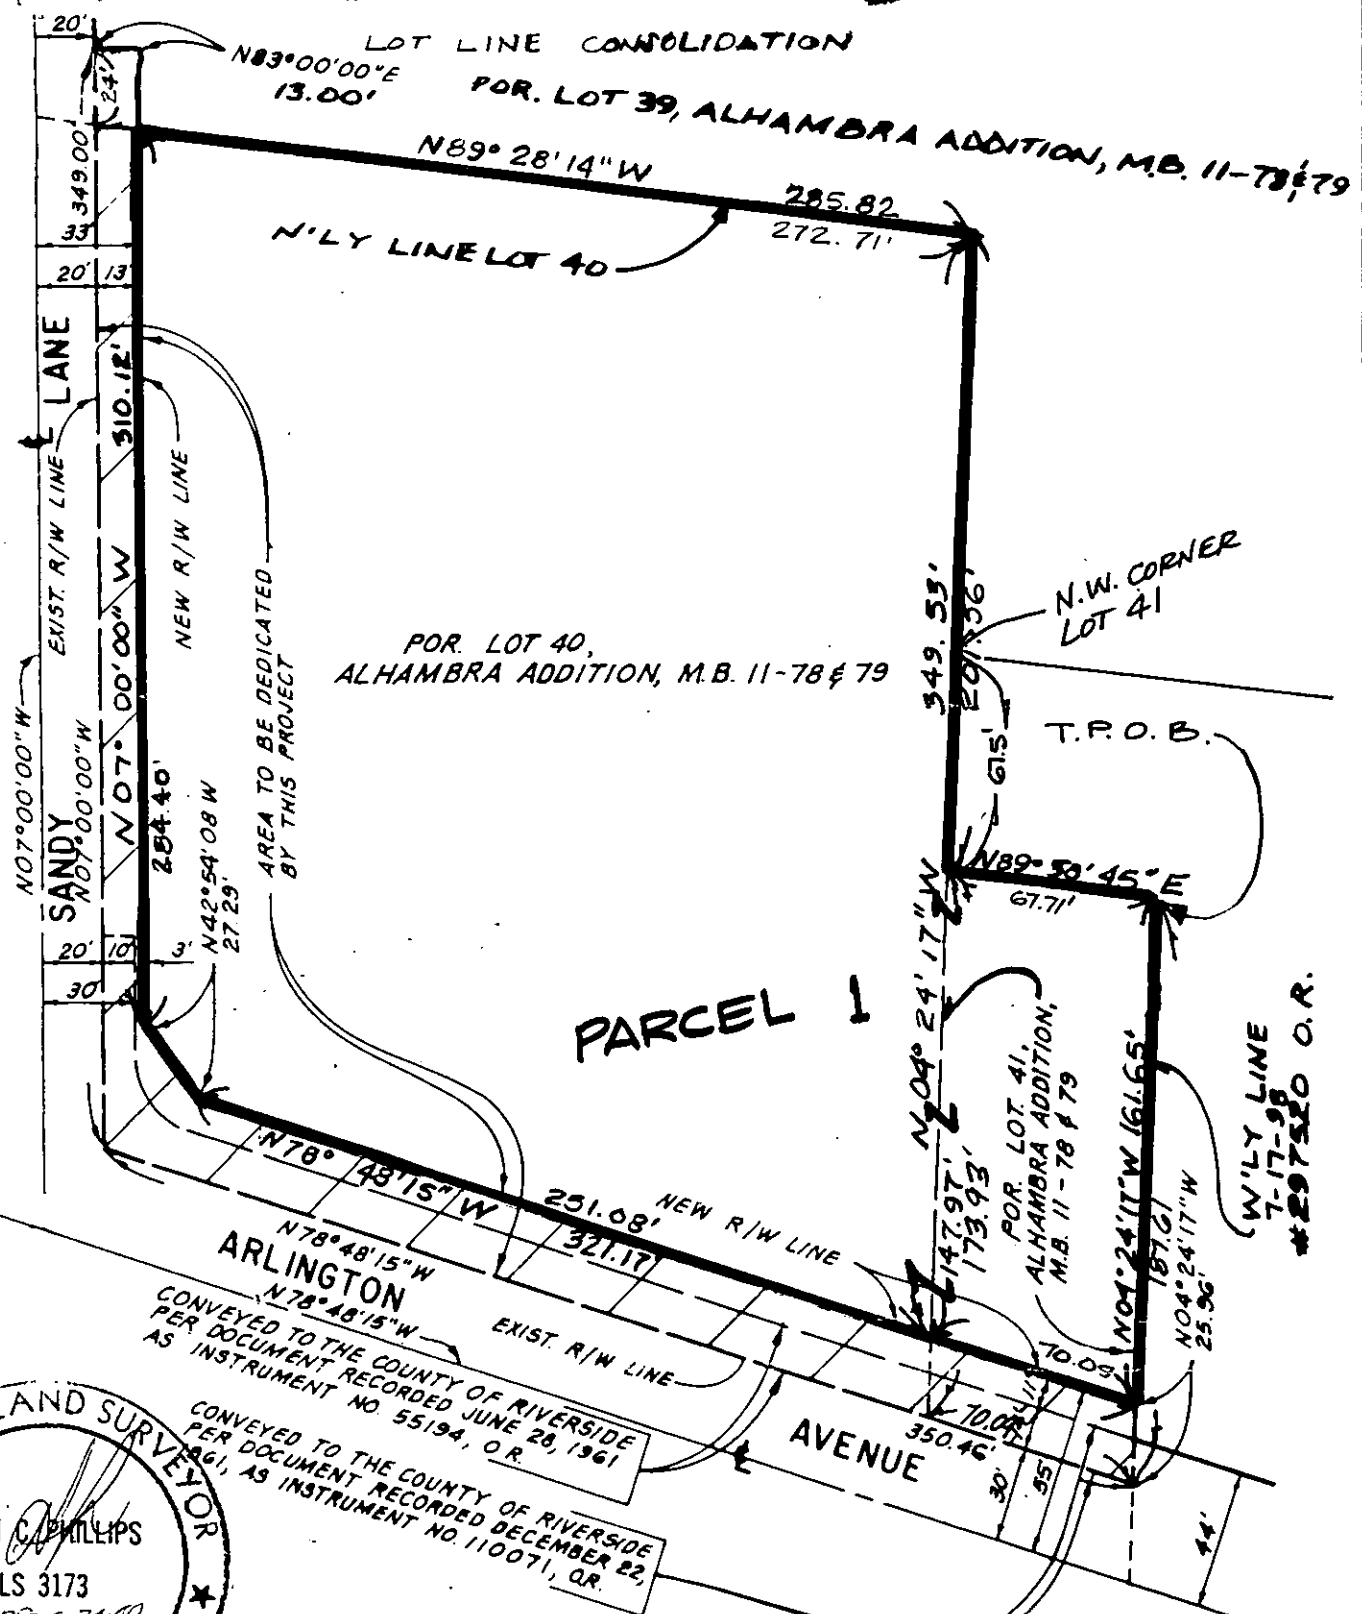 20'
LOT LINE CONSOLIDATION
N83°00'00"E
13.00'
POR. LOT 39, ALHAMBRA ADDITION, M.B. 11-78 & 79
24'
N89°28'14"W
285.82
272.71'
N'LY LINE LOT 40
349.00'
33'
20' 13'
SANDY LANE
℄
EXIST. R/W LINE
310.12'
NEW R/W LINE
N07°00'00"W
N07°00'00"W
N07°00'00"W
284.40'
N42°54'08 W
27.29'
AREA TO BE DEDICATED
BY THIS PROJECT
POR. LOT 40,
ALHAMBRA ADDITION, M.B. 11-78 & 79
349.53'
N.W. CORNER
LOT 41
61.5'
T.P.O.B.
67.71'
20' 10' 3'
30'
PARCEL 1
N 04° 24' 17" W
147.97'
173.93'
POR. LOT 41,
ALHAMBRA ADDITION,
M.B. 11-78 & 79
N04°24'17"W 161.65'
187.61
N04°24'17"W
25.96'
W'LY LINE
7-17-98
#297520 O.R.
N78° 48'15" W
251.08'
321.17'
NEW R/W LINE
70.09
N78°48'15"W
ARLINGTON
N78°48'15"W
EXIST. R/W LINE
70.09'
350.46'
AVENUE
℄
30'
55'
44'
CONVEYED TO THE COUNTY OF RIVERSIDE
PER DOCUMENT RECORDED JUNE 28, 1961
AS INSTRUMENT NO. 55194, O.R.
CONVEYED TO THE COUNTY OF RIVERSIDE
PER DOCUMENT RECORDED DECEMBER 22,
1961, AS INSTRUMENT NO. 110071, O.R.
LAND SURVEYOR
C. PHILLIPS
LS 3173